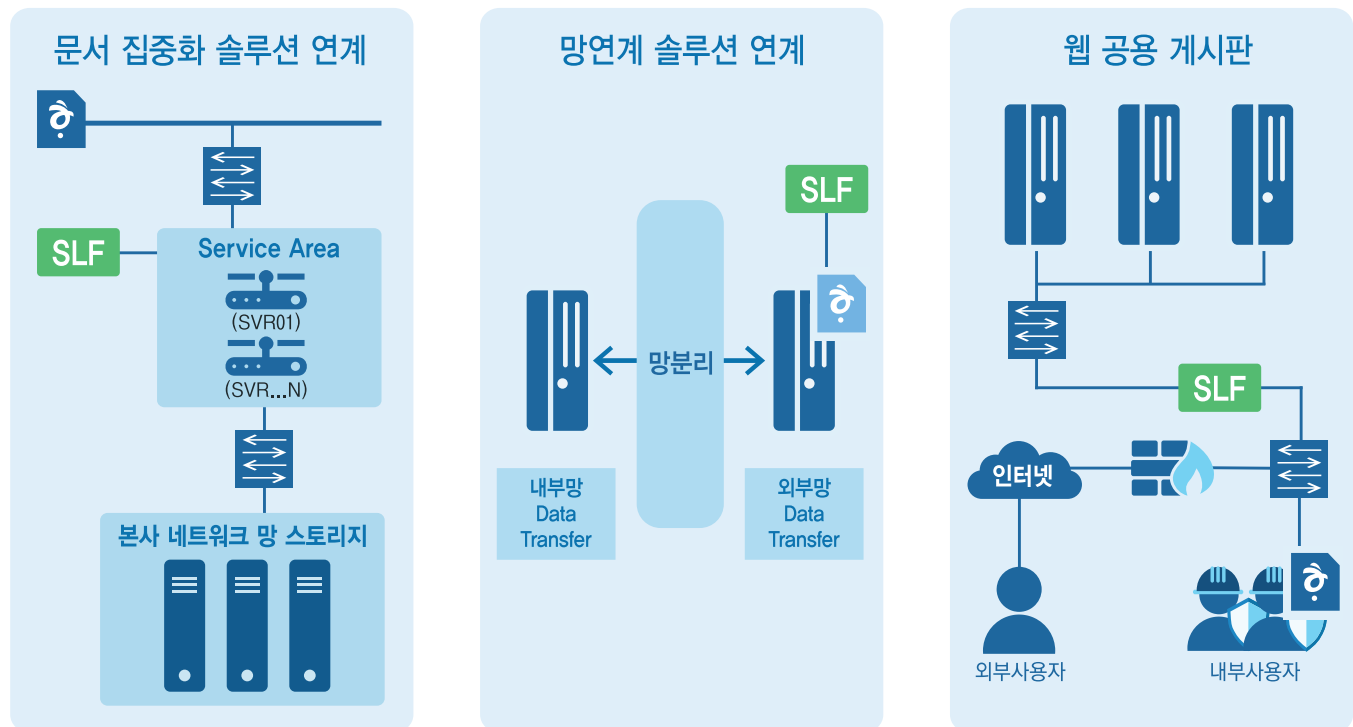 문서 집중화 솔루션 연계
SLF
Service Area
(SVR01)
(SVR...N)
본사 네트워크 망 스토리지
망연계 솔루션 연계
SLF
망분리
내부망
Data
Transfer
외부망
Data
Transfer
웹 공용 게시판
SLF
인터넷
외부사용자
내부사용자